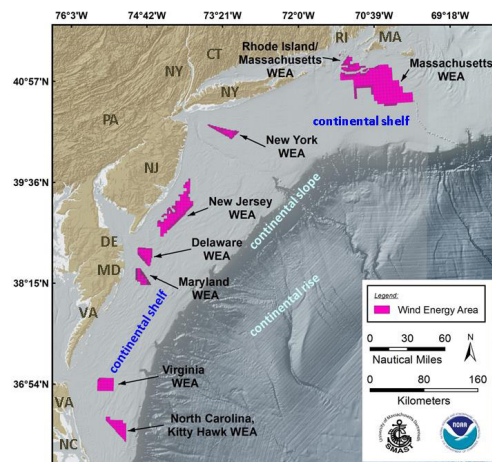 76°3'W 74°42'W 73°21'W 72°0'W 70°39'W 69°18'W
RI
MA
CT
Rhode Island/
Massachusetts
WEA
Massachusetts
WEA
NY
40°57'N
NY
continental shelf
PA
New York
WEA
NJ
39°36'N
New Jersey
WEA
continental slope
DE
Delaware
WEA
MD
38°15'N
Maryland
WEA
continental rise
VA
continental shelf
Legend:
Wind Energy Area
0 30 60
Nautical Miles
N
0 80 160
Kilometers
36°54'N
Virginia
WEA
VA
North Carolina,
Kitty Hawk WEA
NC
SMAST
NOAA